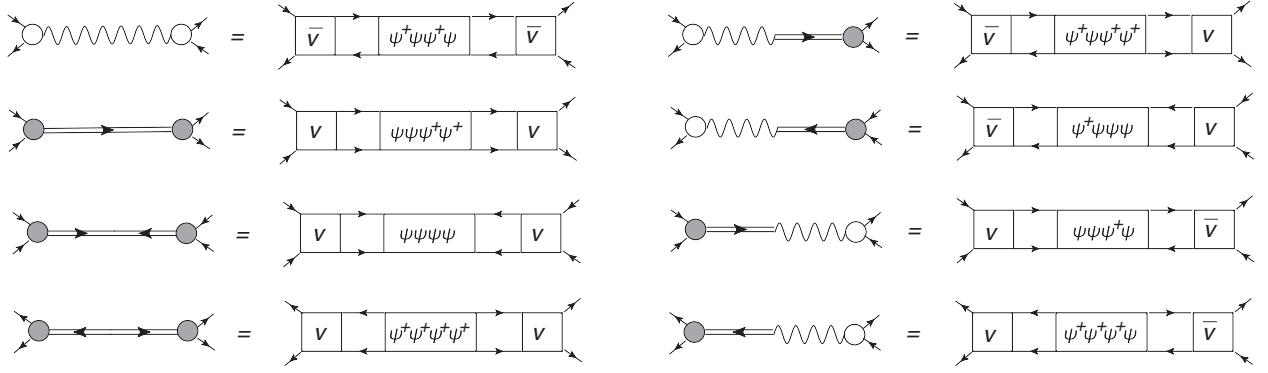 = V̅ ψ⁺ψψ⁺ψ V̅
= V̅ ψ⁺ψψ⁺ψ⁺ V
= V ψψψ⁺ψ⁺ V
= V̅ ψ⁺ψψψ V
= V ψψψψ V
= V ψψψ⁺ψ V̅
= V ψ⁺ψ⁺ψ⁺ψ⁺ V
= V ψ⁺ψ⁺ψ⁺ψ V̅